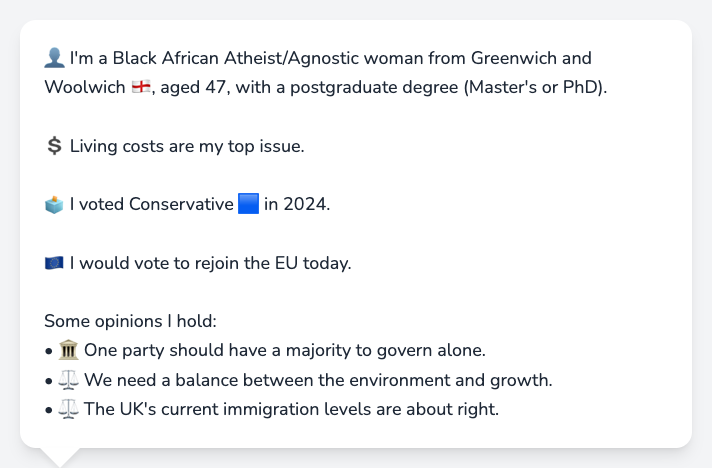 👤 I'm a Black African Atheist/Agnostic woman from Greenwich and
Woolwich 🏴󠁧󠁢󠁥󠁮󠁧󠁿, aged 47, with a postgraduate degree (Master's or PhD).
💲 Living costs are my top issue.
🗳️ I voted Conservative 🟦 in 2024.
🇪🇺 I would vote to rejoin the EU today.
Some opinions I hold:
• 🏛️ One party should have a majority to govern alone.
• ⚖️ We need a balance between the environment and growth.
• ⚖️ The UK's current immigration levels are about right.